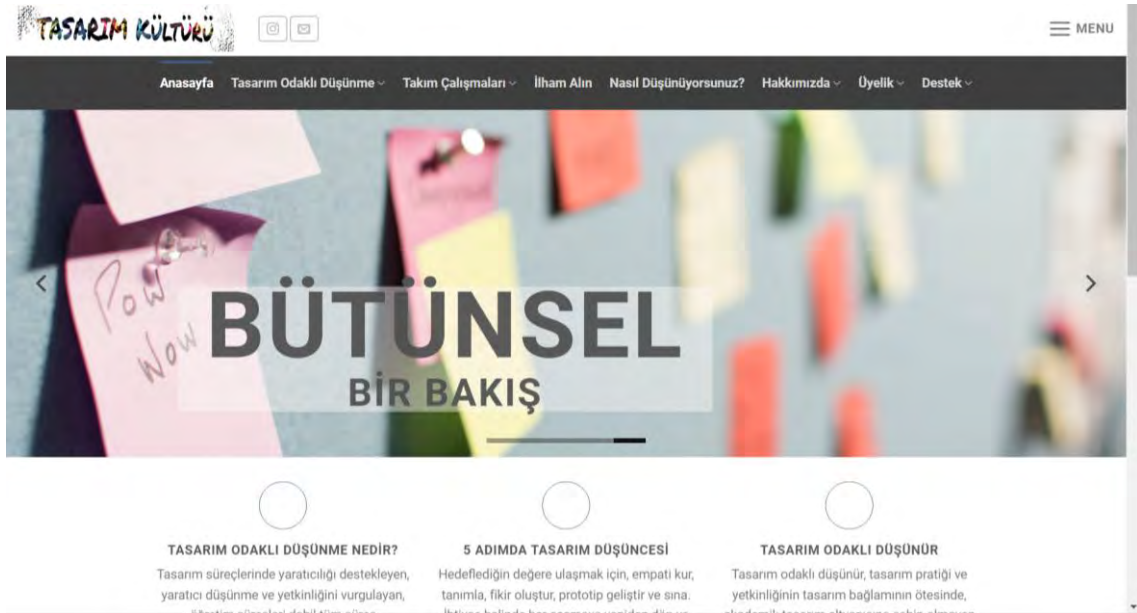 TASARIM KÜLTÜRÜ
MENU
Anasayfa Tasarım Odaklı Düşünme Takım Çalışmaları İlham Alın Nasıl Düşünüyorsunuz? Hakkımızda Üyelik Destek
Pow
Wow
BÜTÜNSEL
BİR BAKIŞ
TASARIM ODAKLI DÜŞÜNME NEDİR?
Tasarım süreçlerinde yaratıcılığı destekleyen,
yaratıcı düşünme ve yetkinliğini vurgulayan,
5 ADIMDA TASARIM DÜŞÜNCESİ
Hedeflediğin değere ulaşmak için, empati kur,
tanımla, fikir oluştur, prototip geliştir ve sına.
TASARIM ODAKLI DÜŞÜNÜR
Tasarım odaklı düşünür, tasarım pratiği ve
yetkinliğinin tasarım bağlamının ötesinde,